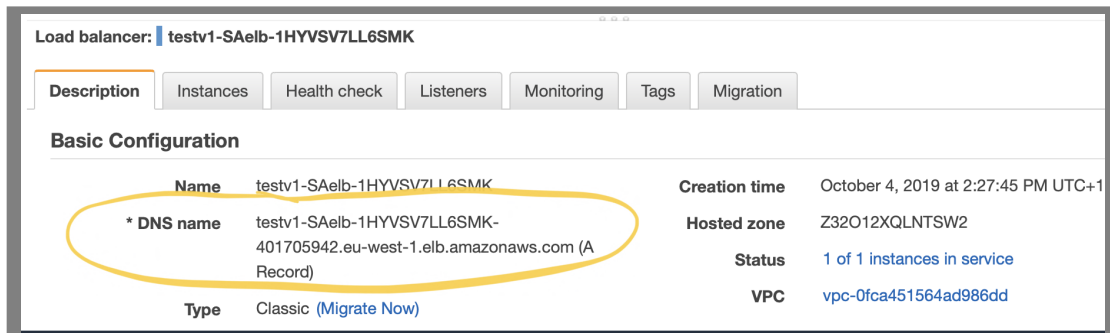 Load balancer: testv1-SAelb-1HYVSV7LL6SMK
Description Instances Health check Listeners Monitoring Tags Migration
Basic Configuration
Name testv1-SAelb-1HYVSV7LL6SMK
* DNS name testv1-SAelb-1HYVSV7LL6SMK-
401705942.eu-west-1.elb.amazonaws.com (A
Record)
Type Classic (Migrate Now)
Creation time October 4, 2019 at 2:27:45 PM UTC+1
Hosted zone Z32O12XQLNTSW2
Status 1 of 1 instances in service
VPC vpc-0fca451564ad986dd